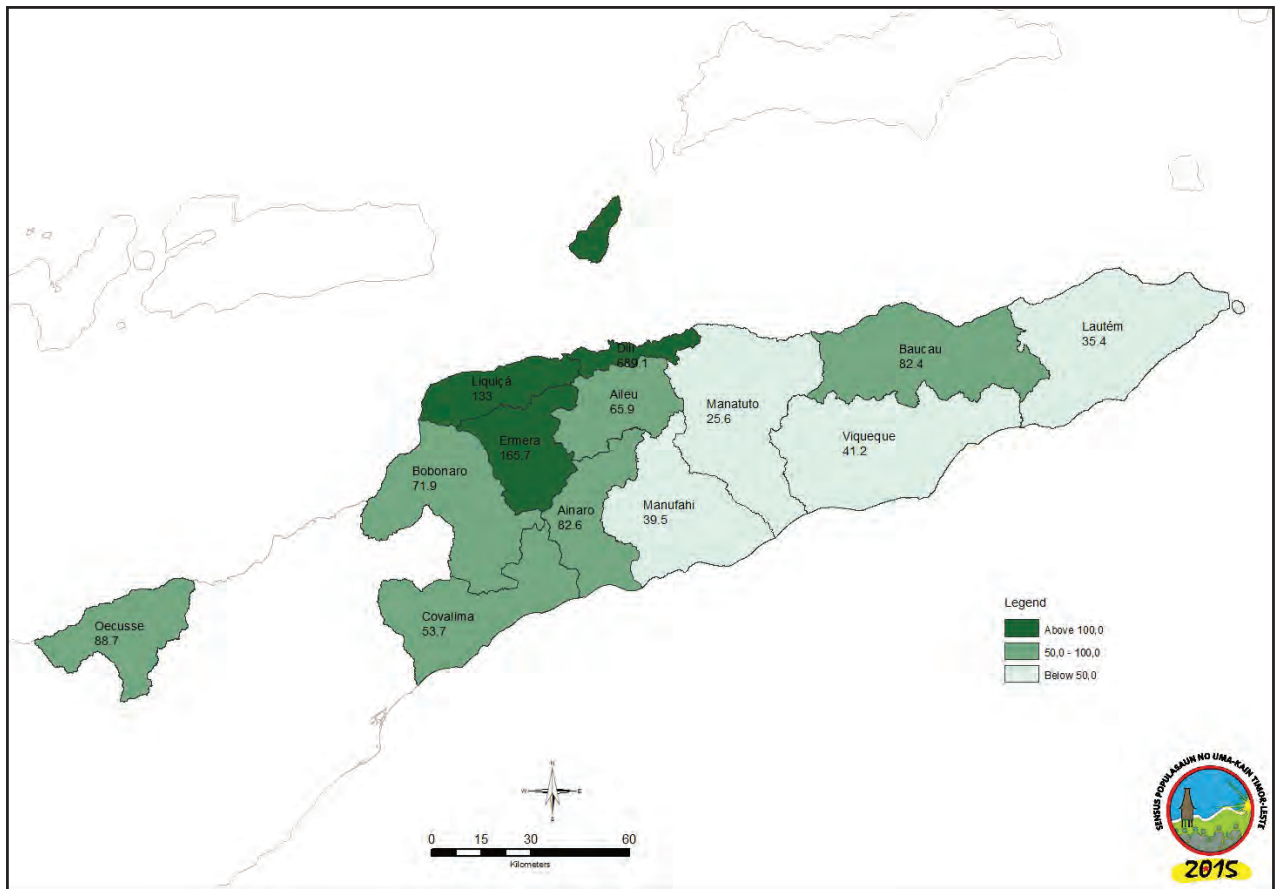 Lautém
35.4
Baucau
82.4
Dili
689.1
Liquiçá
133
Aileu
65.9
Manatuto
25.6
Viqueque
41.2
Ermera
165.7
Bobonaro
71.9
Ainaro
82.6
Manufahi
39.5
Covalima
53.7
Oecusse
88.7
Legend
Above 100,0
50,0 - 100,0
Below 50,0
N
W E
S
0 15 30 60
Kilometers
SENSUS POPULASAUN NO UMA-KAIN TIMOR-LESTE
2015